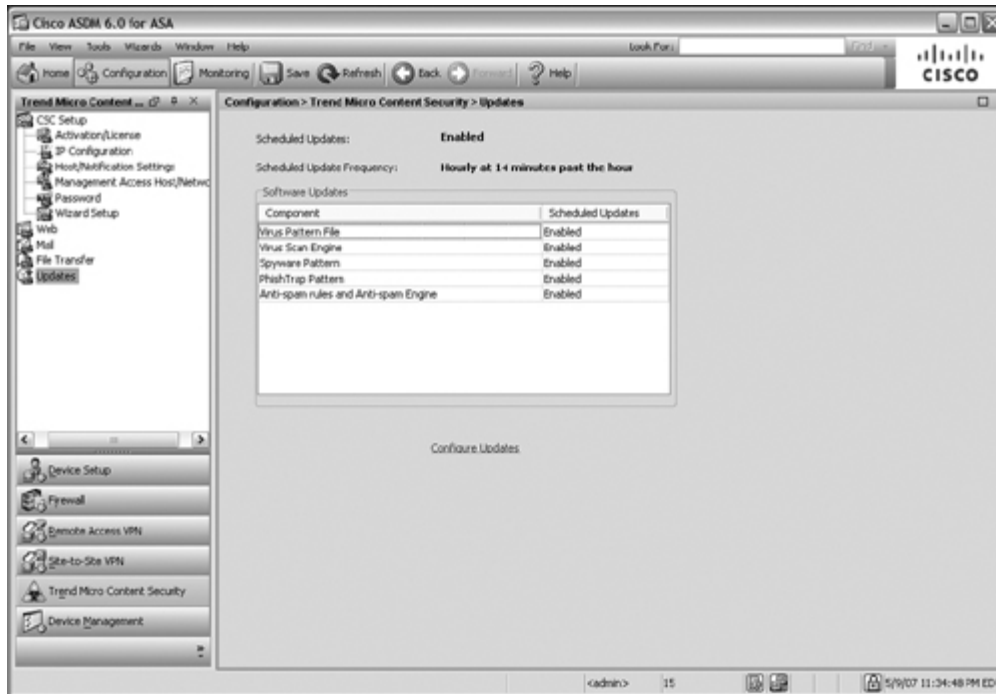 Cisco ASDM 6.0 for ASA
File View Tools Wizards Window Help
Look For:
Find
Home Configuration Monitoring Save Refresh Back Forward Help
CISCO
Trend Micro Content ...
Configuration > Trend Micro Content Security > Updates
CSC Setup
Activation/License
IP Configuration
Host/Notification Settings
Management Access Host/Netwo
Password
Wizard Setup
Web
Mail
File Transfer
Updates
Scheduled Updates: Enabled
Scheduled Update Frequency: Hourly at 14 minutes past the hour
Software Updates
Component Scheduled Updates
Virus Pattern File Enabled
Virus Scan Engine Enabled
Spyware Pattern Enabled
PhishTrap Pattern Enabled
Anti-spam rules and Anti-spam Engine Enabled
Configure Updates
Device Setup
Firewall
Remote Access VPN
Site-to-Site VPN
Trend Micro Content Security
Device Management
<admin> 15 5/9/07 11:34:48 PM ED